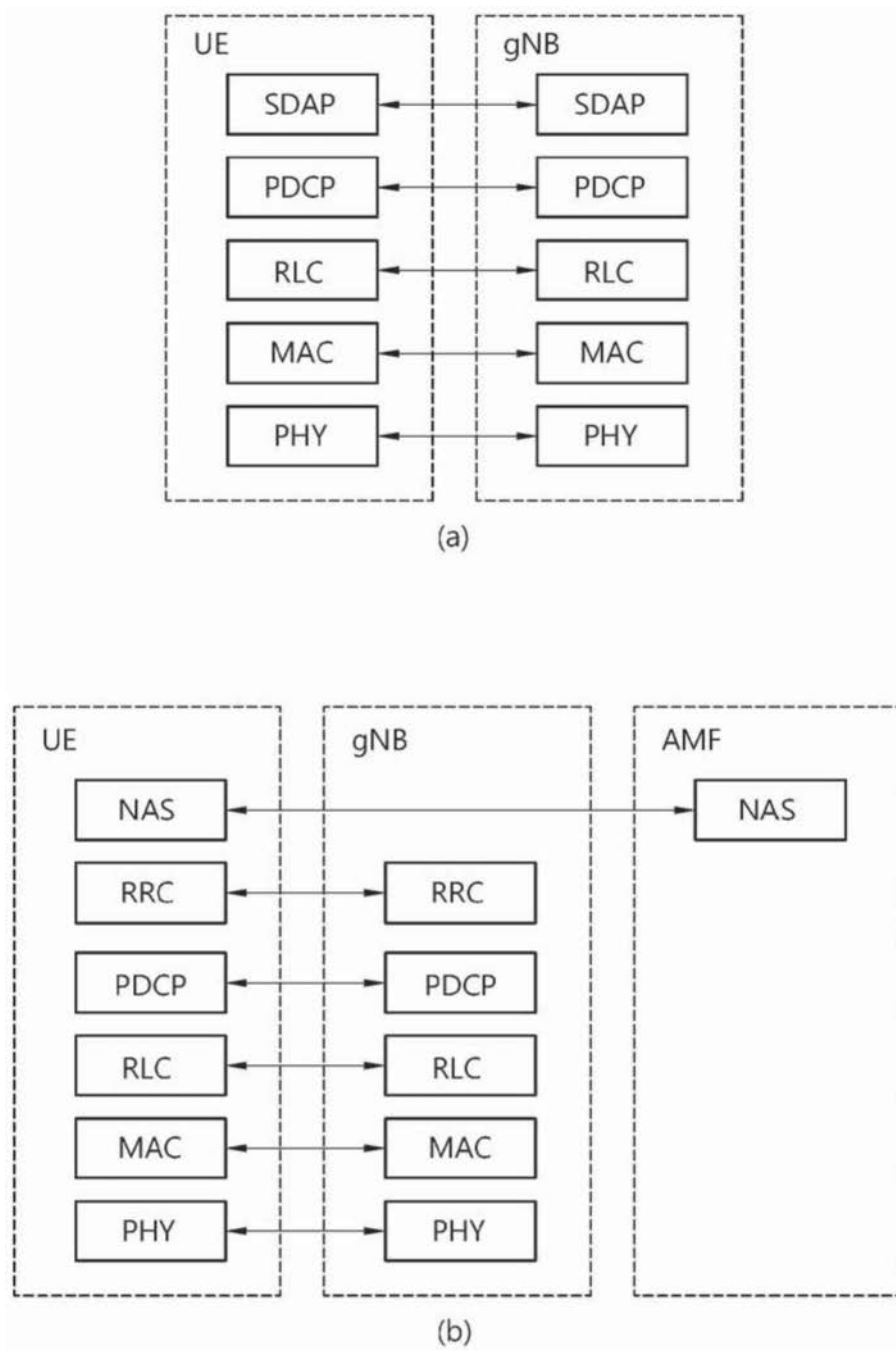 UE gNB
SDAP SDAP
PDCP PDCP
RLC RLC
MAC MAC
PHY PHY
(a)
UE gNB AMF
NAS NAS
RRC RRC
PDCP PDCP
RLC RLC
MAC MAC
PHY PHY
(b)